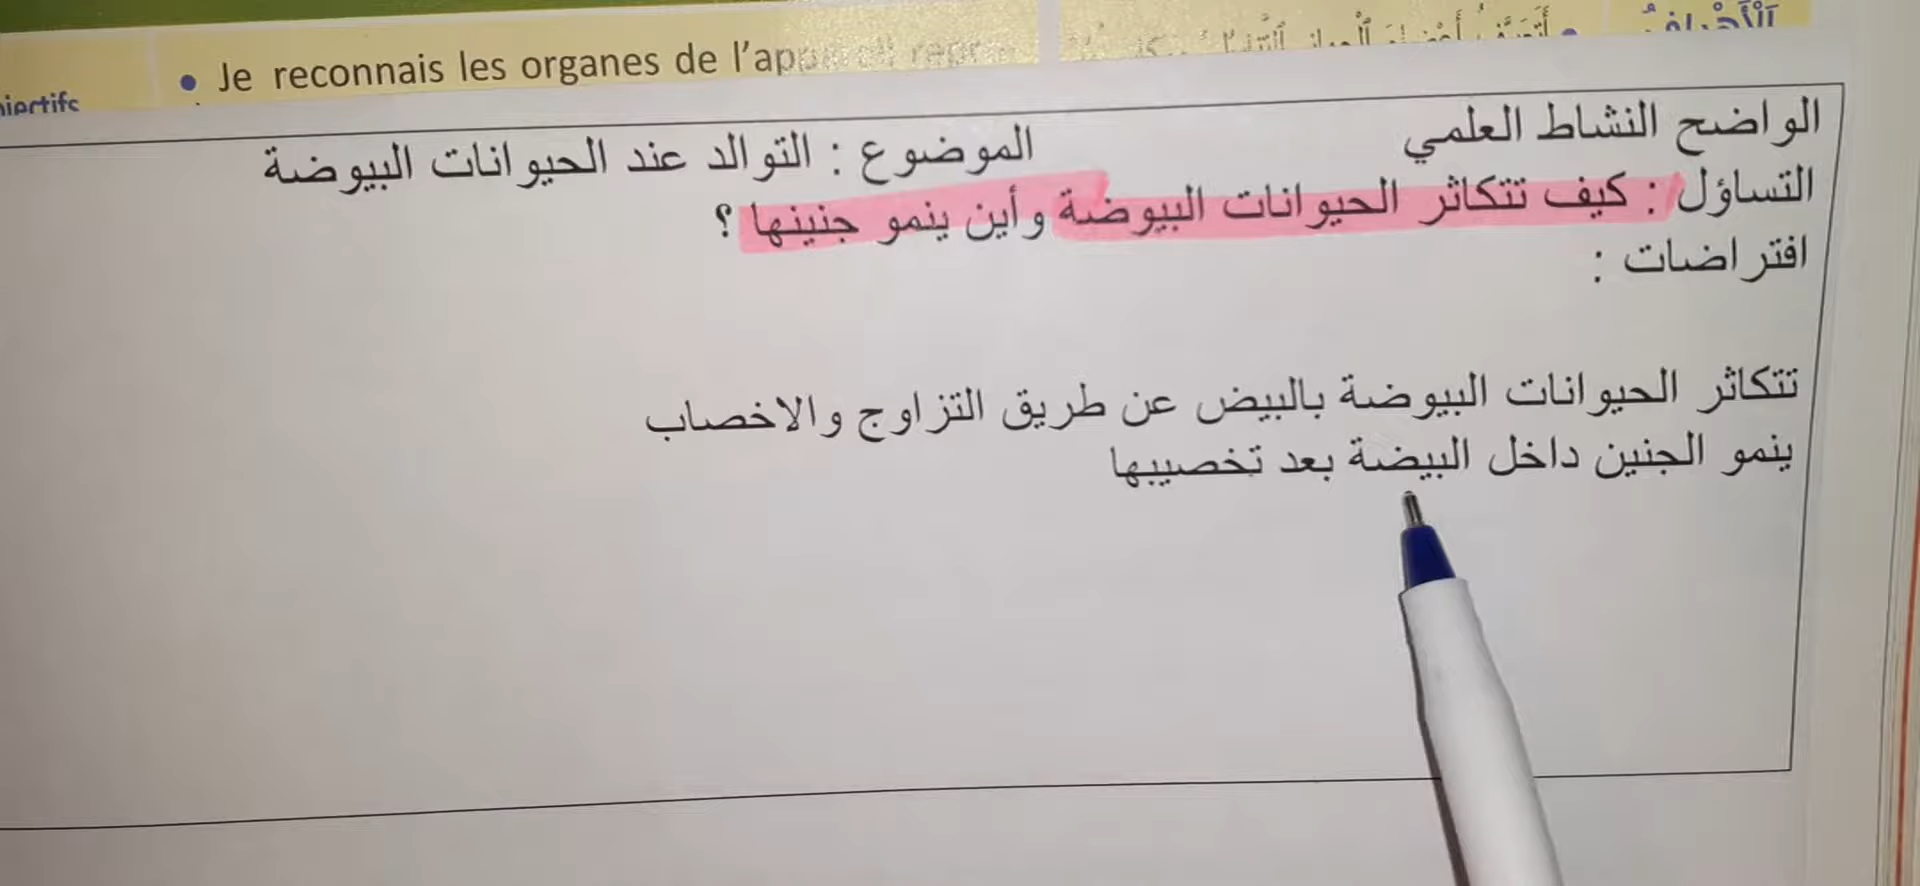 • Je reconnais les organes de l'appareil
الواضح النشاط العلمي
الموضوع : التوالد عند الحيوانات البيوضة
التساؤل : كيف تتكاثر الحيوانات البيوضة وأين ينمو جنينها ؟
افتراضات :
تتكاثر الحيوانات البيوضة بالبيض عن طريق التزاوج والاخصاب
ينمو الجنين داخل البيضة بعد تخصيبها